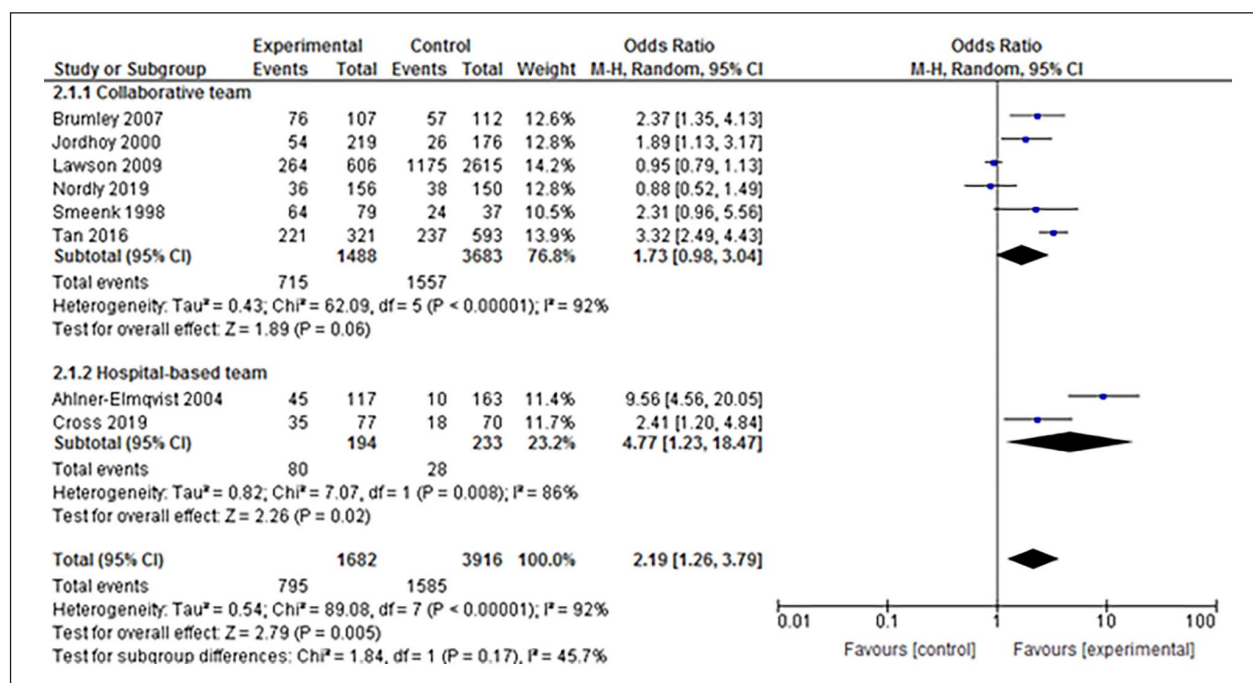 Experimental Control Odds Ratio Odds Ratio
Study or Subgroup Events Total Events Total Weight M-H, Random, 95% CI M-H, Random, 95% CI
2.1.1 Collaborative team
Brumley 2007 76 107 57 112 12.6% 2.37 [1.35, 4.13]
Jordhoy 2000 54 219 26 176 12.8% 1.89 [1.13, 3.17]
Lawson 2009 264 606 1175 2615 14.2% 0.95 [0.79, 1.13]
Nordly 2019 36 156 38 150 12.8% 0.88 [0.52, 1.49]
Smeenk 1998 64 79 24 37 10.5% 2.31 [0.96, 5.56]
Tan 2016 221 321 237 593 13.9% 3.32 [2.49, 4.43]
Subtotal (95% CI) 1488 3683 76.8% 1.73 [0.98, 3.04]
Total events 715 1557
Heterogeneity: Tau² = 0.43; Chi² = 62.09, df = 5 (P < 0.00001); I² = 92%
Test for overall effect: Z = 1.89 (P = 0.06)
2.1.2 Hospital-based team
Ahlner-Elmqvist 2004 45 117 10 163 11.4% 9.56 [4.56, 20.05]
Cross 2019 35 77 18 70 11.7% 2.41 [1.20, 4.84]
Subtotal (95% CI) 194 233 23.2% 4.77 [1.23, 18.47]
Total events 80 28
Heterogeneity: Tau² = 0.82; Chi² = 7.07, df = 1 (P = 0.008); I² = 86%
Test for overall effect: Z = 2.26 (P = 0.02)
Total (95% CI) 1682 3916 100.0% 2.19 [1.26, 3.79]
Total events 795 1585
Heterogeneity: Tau² = 0.54; Chi² = 89.08, df = 7 (P < 0.00001); I² = 92%
Test for overall effect: Z = 2.79 (P = 0.005)
Test for subgroup differences: Chi² = 1.84, df = 1 (P = 0.17), I² = 45.7%
0.01 0.1 1 10 100
Favours [control] Favours [experimental]